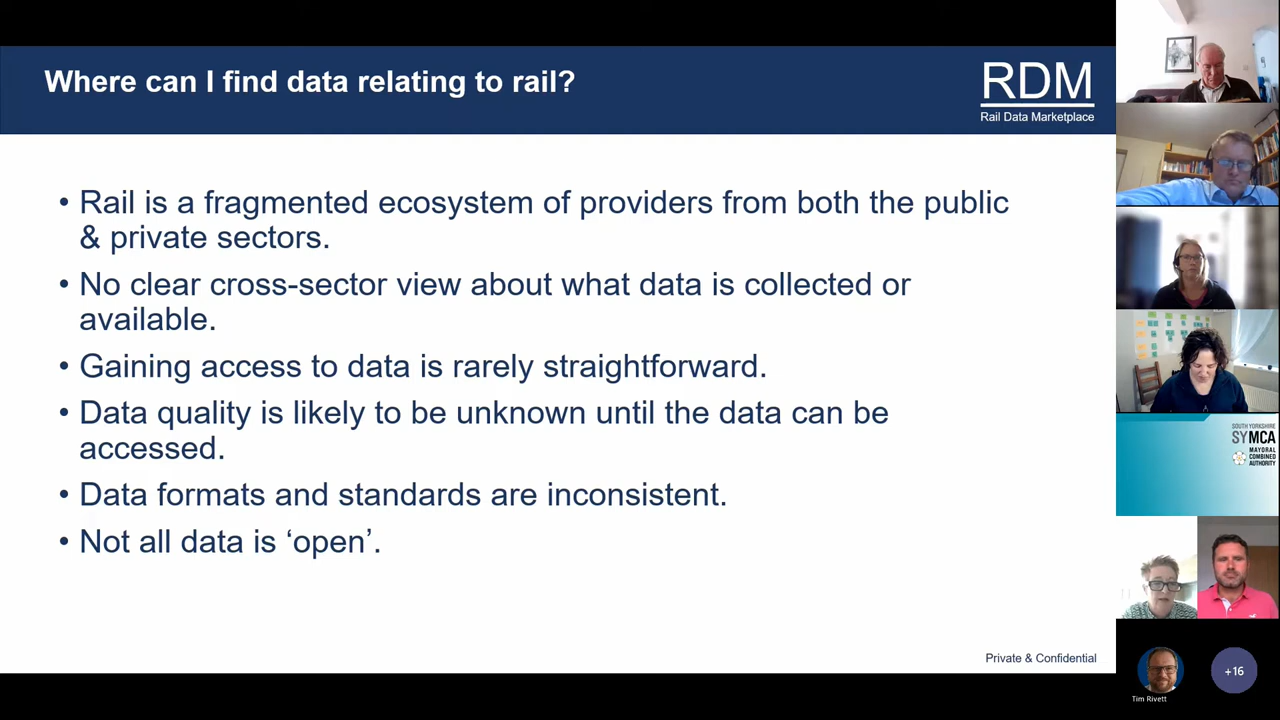 Where can I find data relating to rail?
RDM
Rail Data Marketplace
• Rail is a fragmented ecosystem of providers from both the public
& private sectors.
• No clear cross-sector view about what data is collected or
available.
• Gaining access to data is rarely straightforward.
• Data quality is likely to be unknown until the data can be
accessed.
• Data formats and standards are inconsistent.
• Not all data is ‘open’.
Private & Confidential
SOUTH YORKSHIRE
SYMCA
MAYORAL
COMBINED
AUTHORITY
Tim Rivett
+16